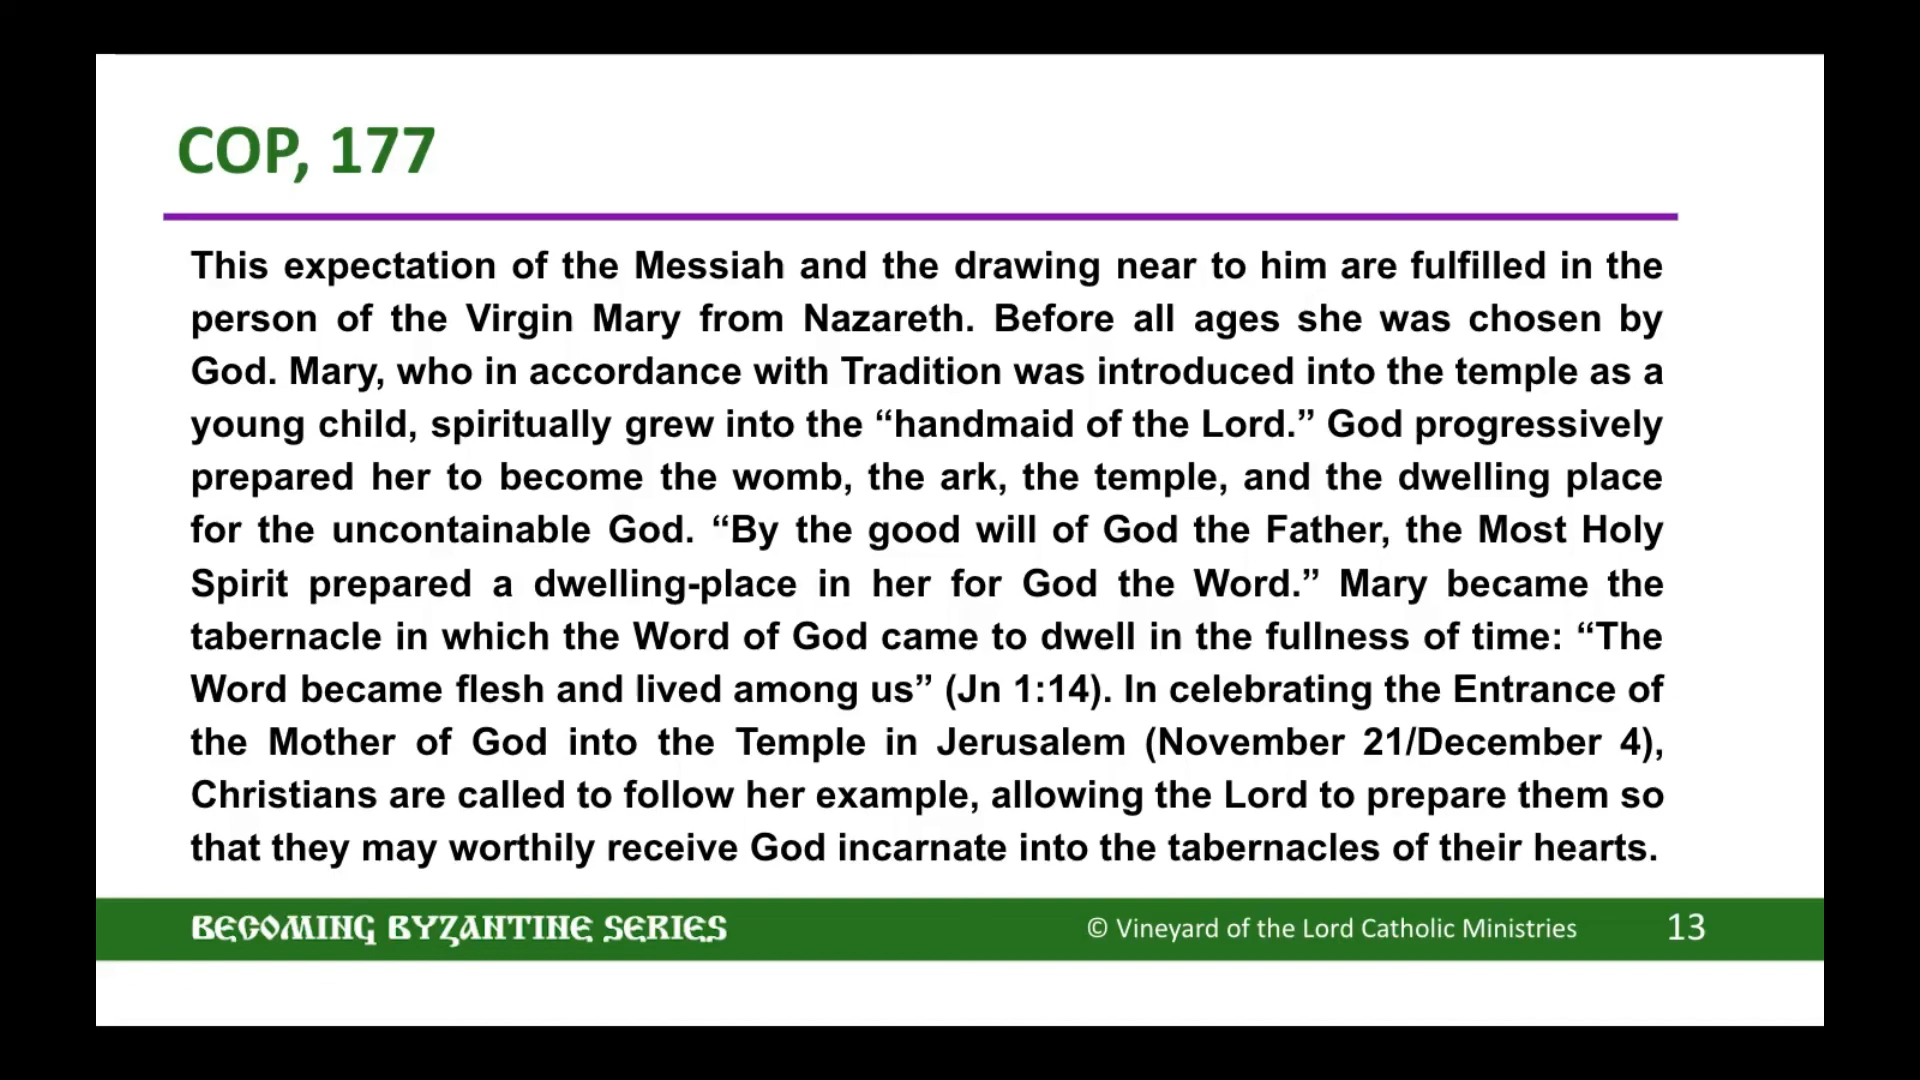 COP, 177
This expectation of the Messiah and the drawing near to him are fulfilled in the
person of the Virgin Mary from Nazareth. Before all ages she was chosen by
God. Mary, who in accordance with Tradition was introduced into the temple as a
young child, spiritually grew into the “handmaid of the Lord.” God progressively
prepared her to become the womb, the ark, the temple, and the dwelling place
for the uncontainable God. “By the good will of God the Father, the Most Holy
Spirit prepared a dwelling-place in her for God the Word.” Mary became the
tabernacle in which the Word of God came to dwell in the fullness of time: “The
Word became flesh and lived among us” (Jn 1:14). In celebrating the Entrance of
the Mother of God into the Temple in Jerusalem (November 21/December 4),
Christians are called to follow her example, allowing the Lord to prepare them so
that they may worthily receive God incarnate into the tabernacles of their hearts.
BECOMING BYZANTINE SERIES
© Vineyard of the Lord Catholic Ministries
13